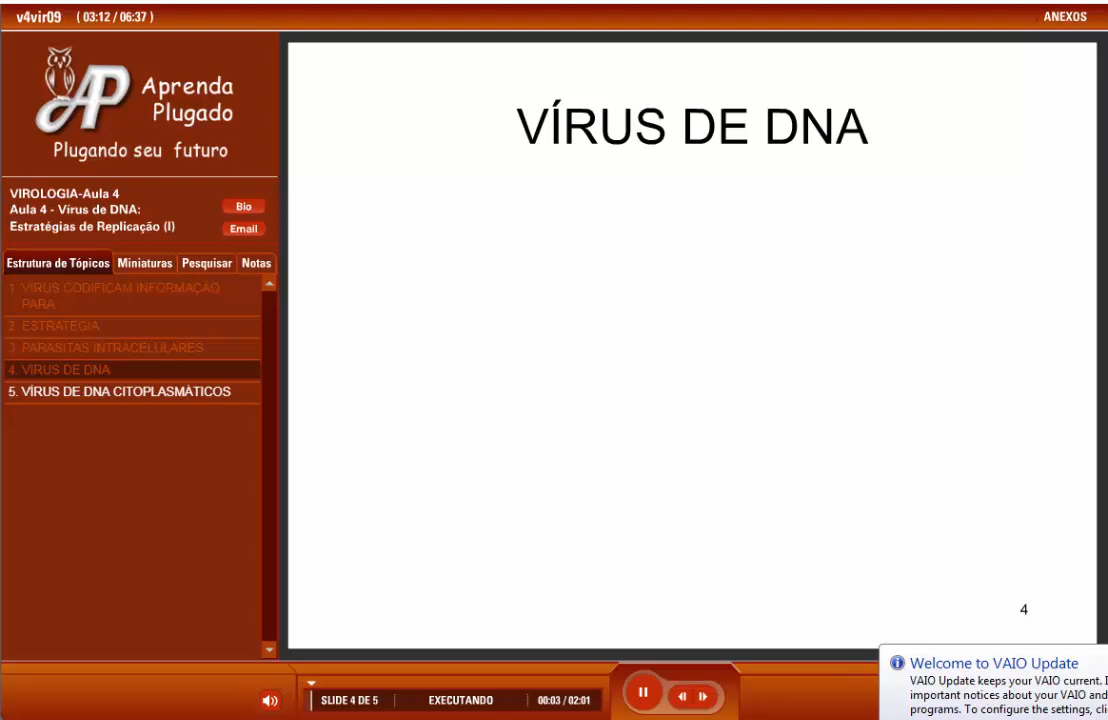 v4vir09 ( 03:12 / 06:37 )
ANEXOS
AP Aprenda
Plugado
Plugando seu futuro
VIROLOGIA-Aula 4
Aula 4 - Vírus de DNA:
Estratégias de Replicação (I)
Bio
Email
Estrutura de Tópicos Miniaturas Pesquisar Notas
1. VÍRUS CODIFICAM INFORMAÇÃO
PARA
2. ESTRATÉGIA
3. PARASITAS INTRACELULARES
4. VÍRUS DE DNA
5. VÍRUS DE DNA CITOPLASMÁTICOS
VÍRUS DE DNA
4
SLIDE 4 DE 5
EXECUTANDO
00:03 / 02:01
Welcome to VAIO Update
VAIO Update keeps your VAIO current. I
important notices about your VAIO and
programs. To configure the settings, cli